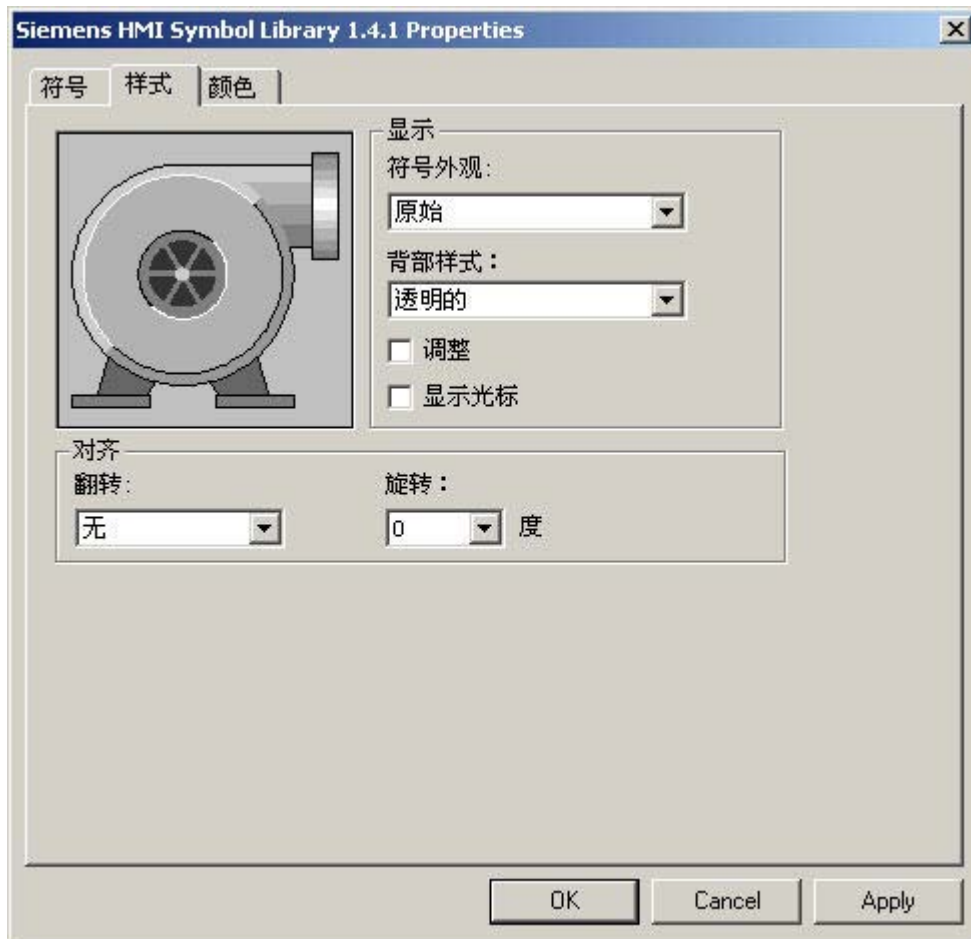 Siemens HMI Symbol Library 1.4.1 Properties
符号 样式 颜色
显示
符号外观:
原始
背部样式：
透明的
调整
显示光标
对齐
翻转: 旋转：
无 0 度
OK Cancel Apply